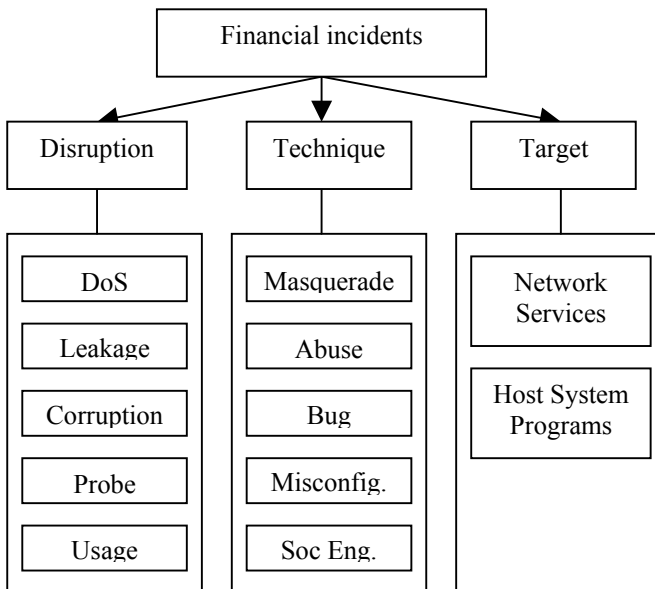 Financial incidents
Disruption
Technique
Target
DoS
Leakage
Corruption
Probe
Usage
Masquerade
Abuse
Bug
Misconfig.
Soc Eng.
Network
Services
Host System
Programs